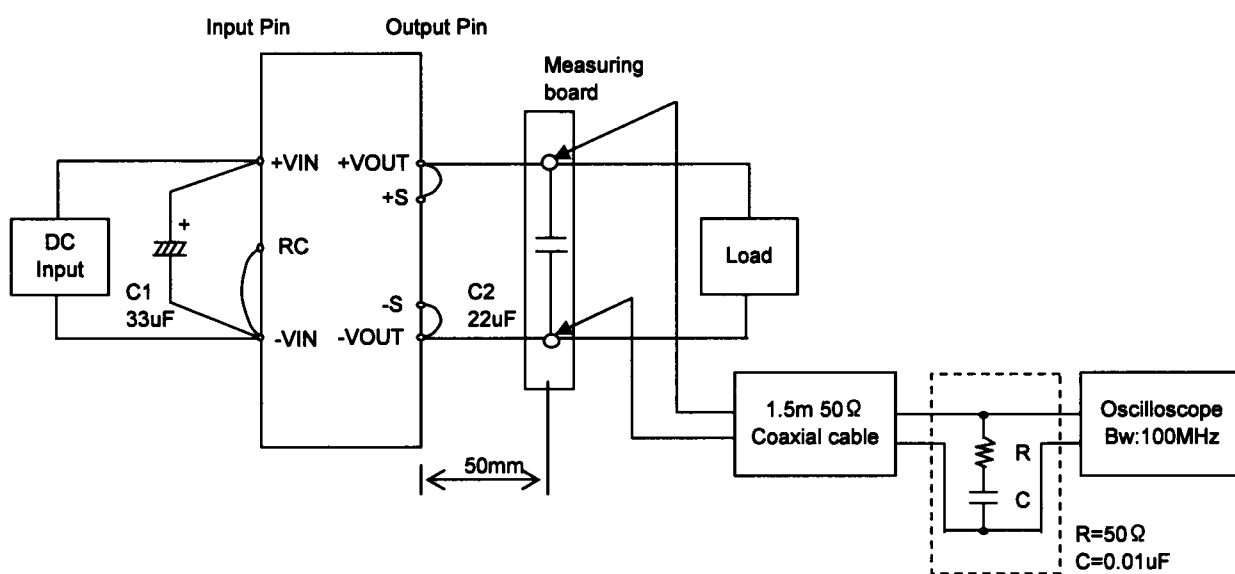 Input Pin
Output Pin
Measuring
board
+VIN
+VOUT
+S
+
DC
Input
RC
Load
C1
33uF
-S
C2
22uF
-VIN
-VOUT
1.5m 50Ω
Coaxial cable
Oscilloscope
Bw:100MHz
50mm
R
C
R=50Ω
C=0.01uF